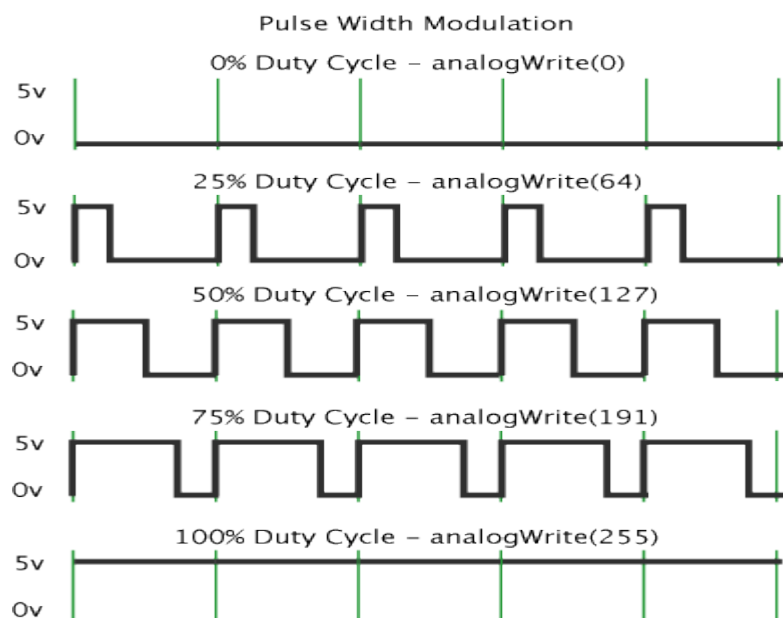 Pulse Width Modulation
0% Duty Cycle – analogWrite(0)
5v
0v
25% Duty Cycle – analogWrite(64)
5v
0v
50% Duty Cycle – analogWrite(127)
5v
0v
75% Duty Cycle – analogWrite(191)
5v
0v
100% Duty Cycle – analogWrite(255)
5v
0v